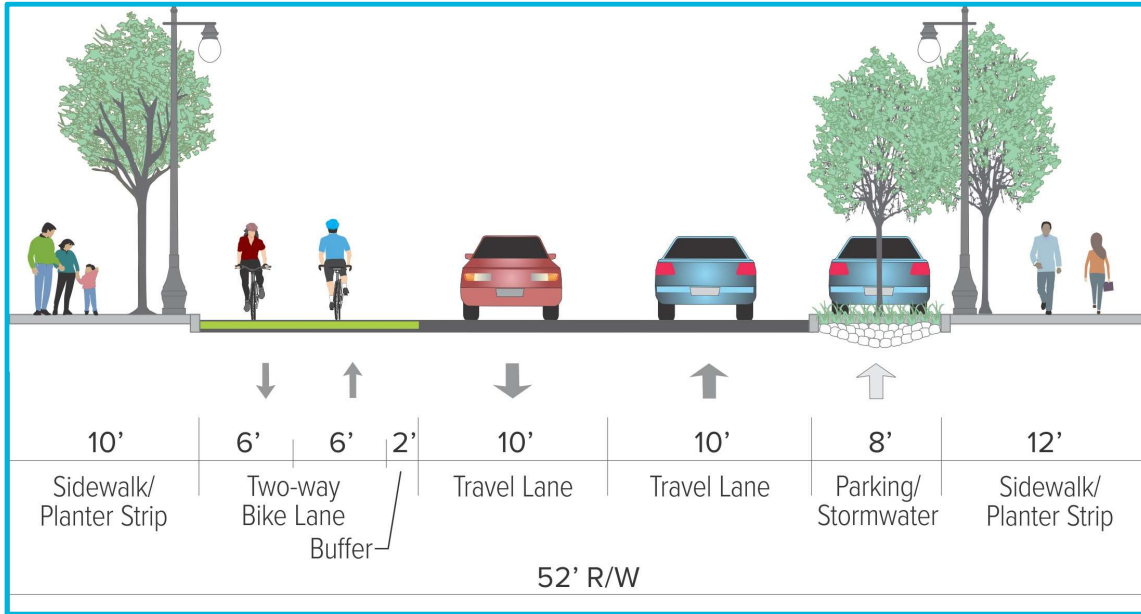 10’ 6’ 6’ 2’ 10’ 10’ 8’ 12’
Sidewalk/
Planter Strip
Two-way
Bike Lane
Buffer
Travel Lane
Travel Lane
Parking/
Stormwater
Sidewalk/
Planter Strip
52’ R/W